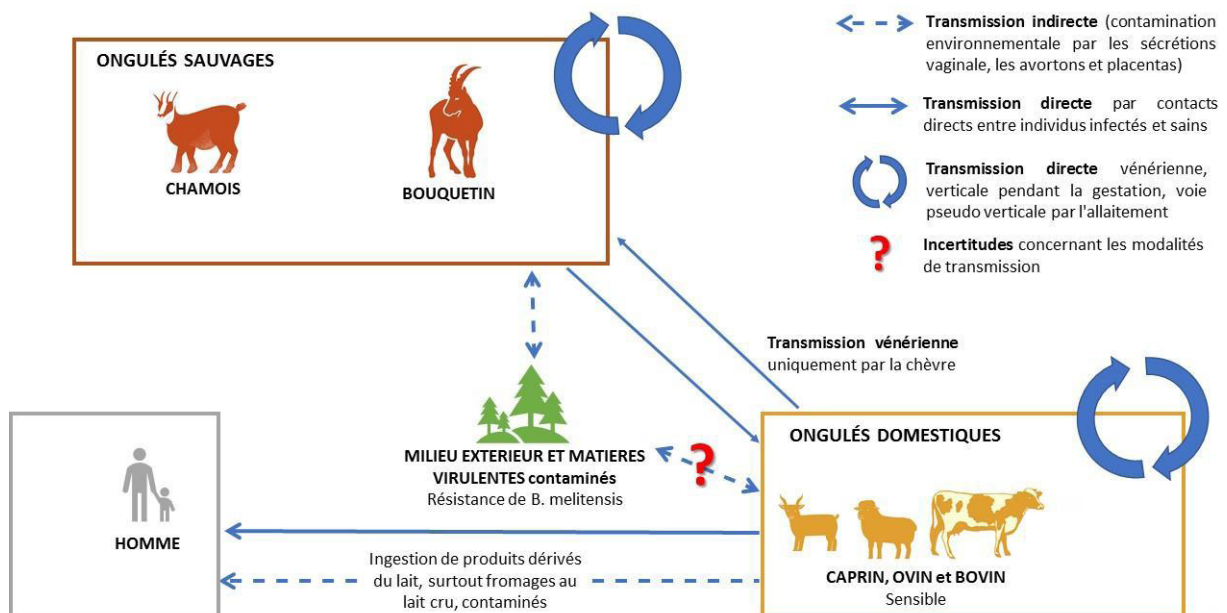 ONGULÉS SAUVAGES
CHAMOIS
BOUQUETIN
Transmission indirecte (contamination
environnementale par les sécrétions
vaginale, les avortons et placentas)
Transmission directe par contacts
directs entre individus infectés et sains
Transmission directe vénérienne,
verticale pendant la gestation, voie
pseudo verticale par l'allaitement
?
Incertitudes concernant les modalités
de transmission
Transmission vénérienne
uniquement par la chèvre
MILIEU EXTERIEUR ET MATIERES
VIRULENTES contaminés
Résistance de B. melitensis
?
ONGULÉS DOMESTIQUES
CAPRIN, OVIN et BOVIN
Sensible
HOMME
Ingestion de produits dérivés
du lait, surtout fromages au
lait cru, contaminés